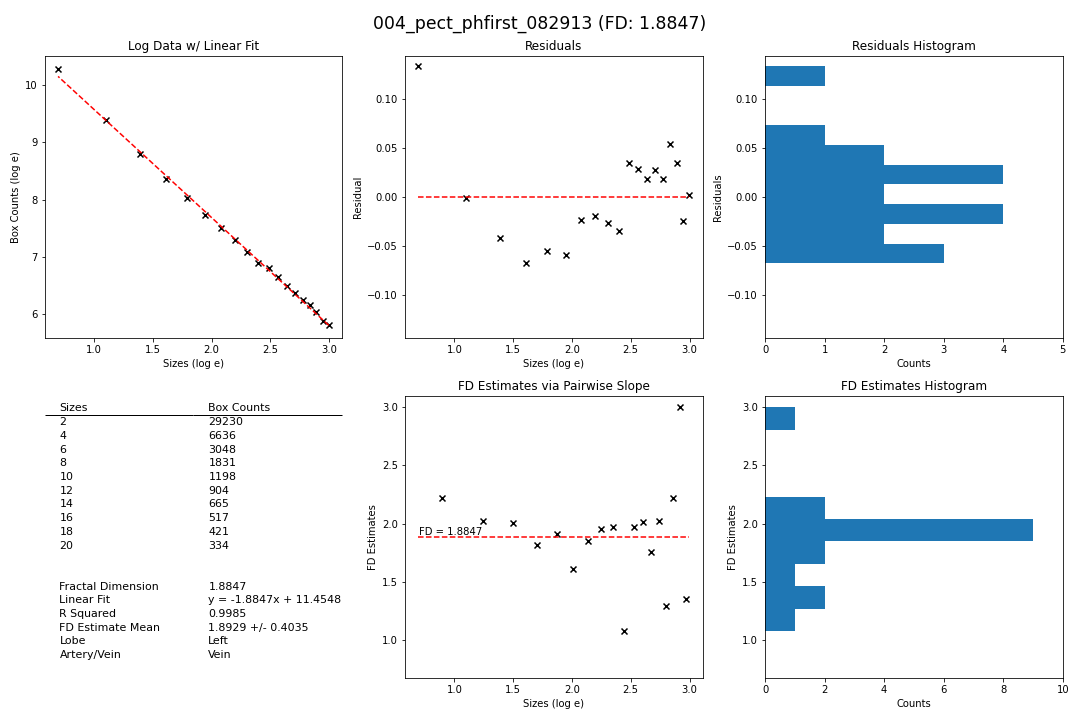 004_pect_phfirst_082913 (FD: 1.8847)
Log Data w/ Linear Fit
10
9
8
7
6
Box Counts (log e)
1.0 1.5 2.0 2.5 3.0
Sizes (log e)
Residuals
0.10
0.05
0.00
−0.05
−0.10
Residual
1.0 1.5 2.0 2.5 3.0
Sizes (log e)
Residuals Histogram
0.10
0.05
0.00
−0.05
−0.10
Residuals
0 1 2 3 4 5
Counts
Sizes Box Counts
2 29230
4 6636
6 3048
8 1831
10 1198
12 904
14 665
16 517
18 421
20 334
Fractal Dimension 1.8847
Linear Fit y = -1.8847x + 11.4548
R Squared 0.9985
FD Estimate Mean 1.8929 +/- 0.4035
Lobe Left
Artery/Vein Vein
FD Estimates via Pairwise Slope
3.0
2.5
2.0
1.5
1.0
FD Estimates
FD = 1.8847
1.0 1.5 2.0 2.5 3.0
Sizes (log e)
FD Estimates Histogram
3.0
2.5
2.0
1.5
1.0
FD Estimates
0 2 4 6 8 10
Counts